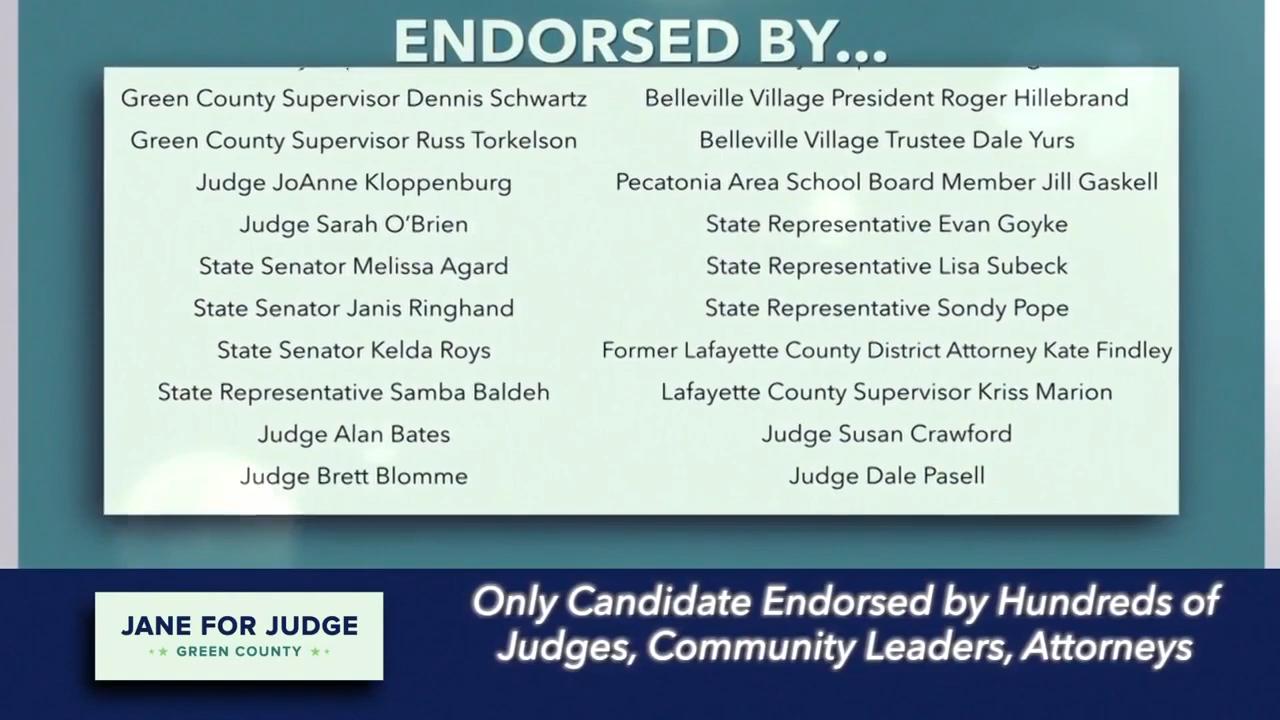 ENDORSED BY...
Green County Supervisor Dennis Schwartz
Green County Supervisor Russ Torkelson
Judge JoAnne Kloppenburg
Judge Sarah O'Brien
State Senator Melissa Agard
State Senator Janis Ringhand
State Senator Kelda Roys
State Representative Samba Baldeh
Judge Alan Bates
Judge Brett Blomme
Belleville Village President Roger Hillebrand
Belleville Village Trustee Dale Yurs
Pecatonia Area School Board Member Jill Gaskell
State Representative Evan Goyke
State Representative Lisa Subeck
State Representative Sondy Pope
Former Lafayette County District Attorney Kate Findley
Lafayette County Supervisor Kriss Marion
Judge Susan Crawford
Judge Dale Pasell
JANE FOR JUDGE
GREEN COUNTY
Only Candidate Endorsed by Hundreds of
Judges, Community Leaders, Attorneys